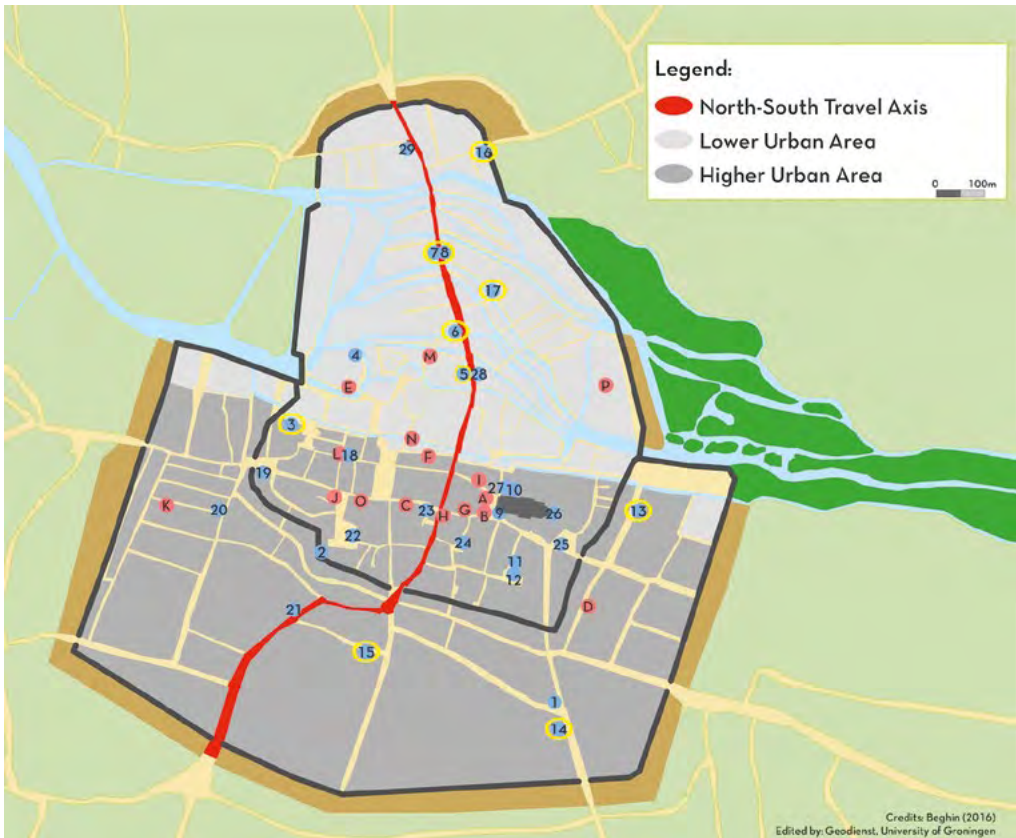 Legend:
North-South Travel Axis
Lower Urban Area
Higher Urban Area
0 100m
29
16
78
17
6
4
M
5 28
E
P
3
N
L 18
F
19
I
27 10
J
O
A
K
20
C
23
H
G
B
9
26
13
22
24
25
2
11
12
21
D
15
1
14
Credits: Beghin (2016)
Edited by: Geodienst, University of Groningen